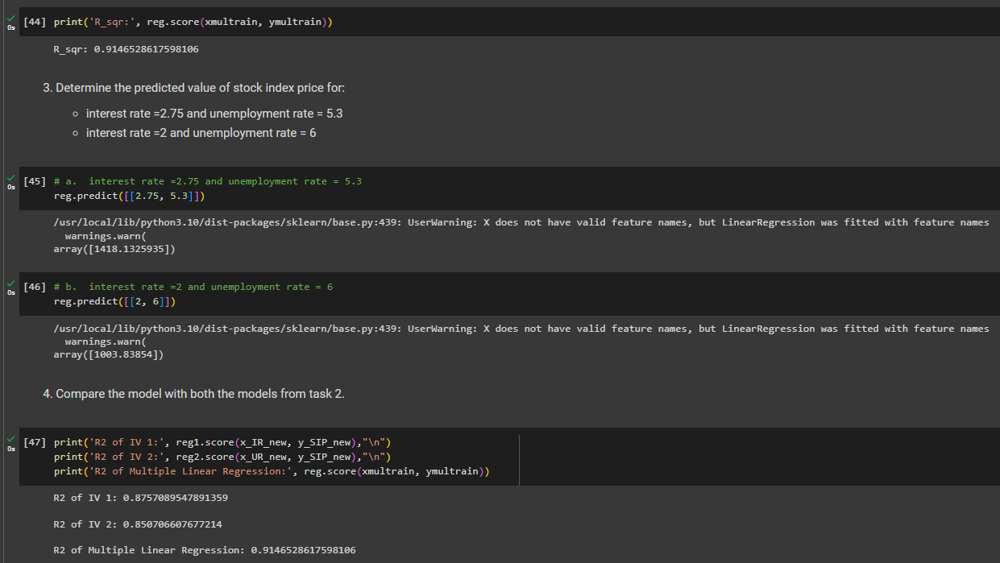 [44] print('R_sqr:', reg.score(xmultrain, ymultrain))
0s
R_sqr: 0.9146528617598106
3. Determine the predicted value of stock index price for:
interest rate =2.75 and unemployment rate = 5.3
interest rate =2 and unemployment rate = 6
[45] # a.  interest rate =2.75 and unemployment rate = 5.3
0s
reg.predict([[2.75, 5.3]])
/usr/local/lib/python3.10/dist-packages/sklearn/base.py:439: UserWarning: X does not have valid feature names, but LinearRegression was fitted with feature names
warnings.warn(
array([1418.1325935])
[46] # b.  interest rate =2 and unemployment rate = 6
0s
reg.predict([[2, 6]])
/usr/local/lib/python3.10/dist-packages/sklearn/base.py:439: UserWarning: X does not have valid feature names, but LinearRegression was fitted with feature names
warnings.warn(
array([1003.83854])
4. Compare the model with both the models from task 2.
[47] print('R2 of IV 1:', reg1.score(x_IR_new, y_SIP_new),"\n")
0s
print('R2 of IV 2:', reg2.score(x_UR_new, y_SIP_new),"\n")
print('R2 of Multiple Linear Regression:', reg.score(xmultrain, ymultrain))
R2 of IV 1: 0.8757089547891359
R2 of IV 2: 0.850706607677214
R2 of Multiple Linear Regression: 0.9146528617598106